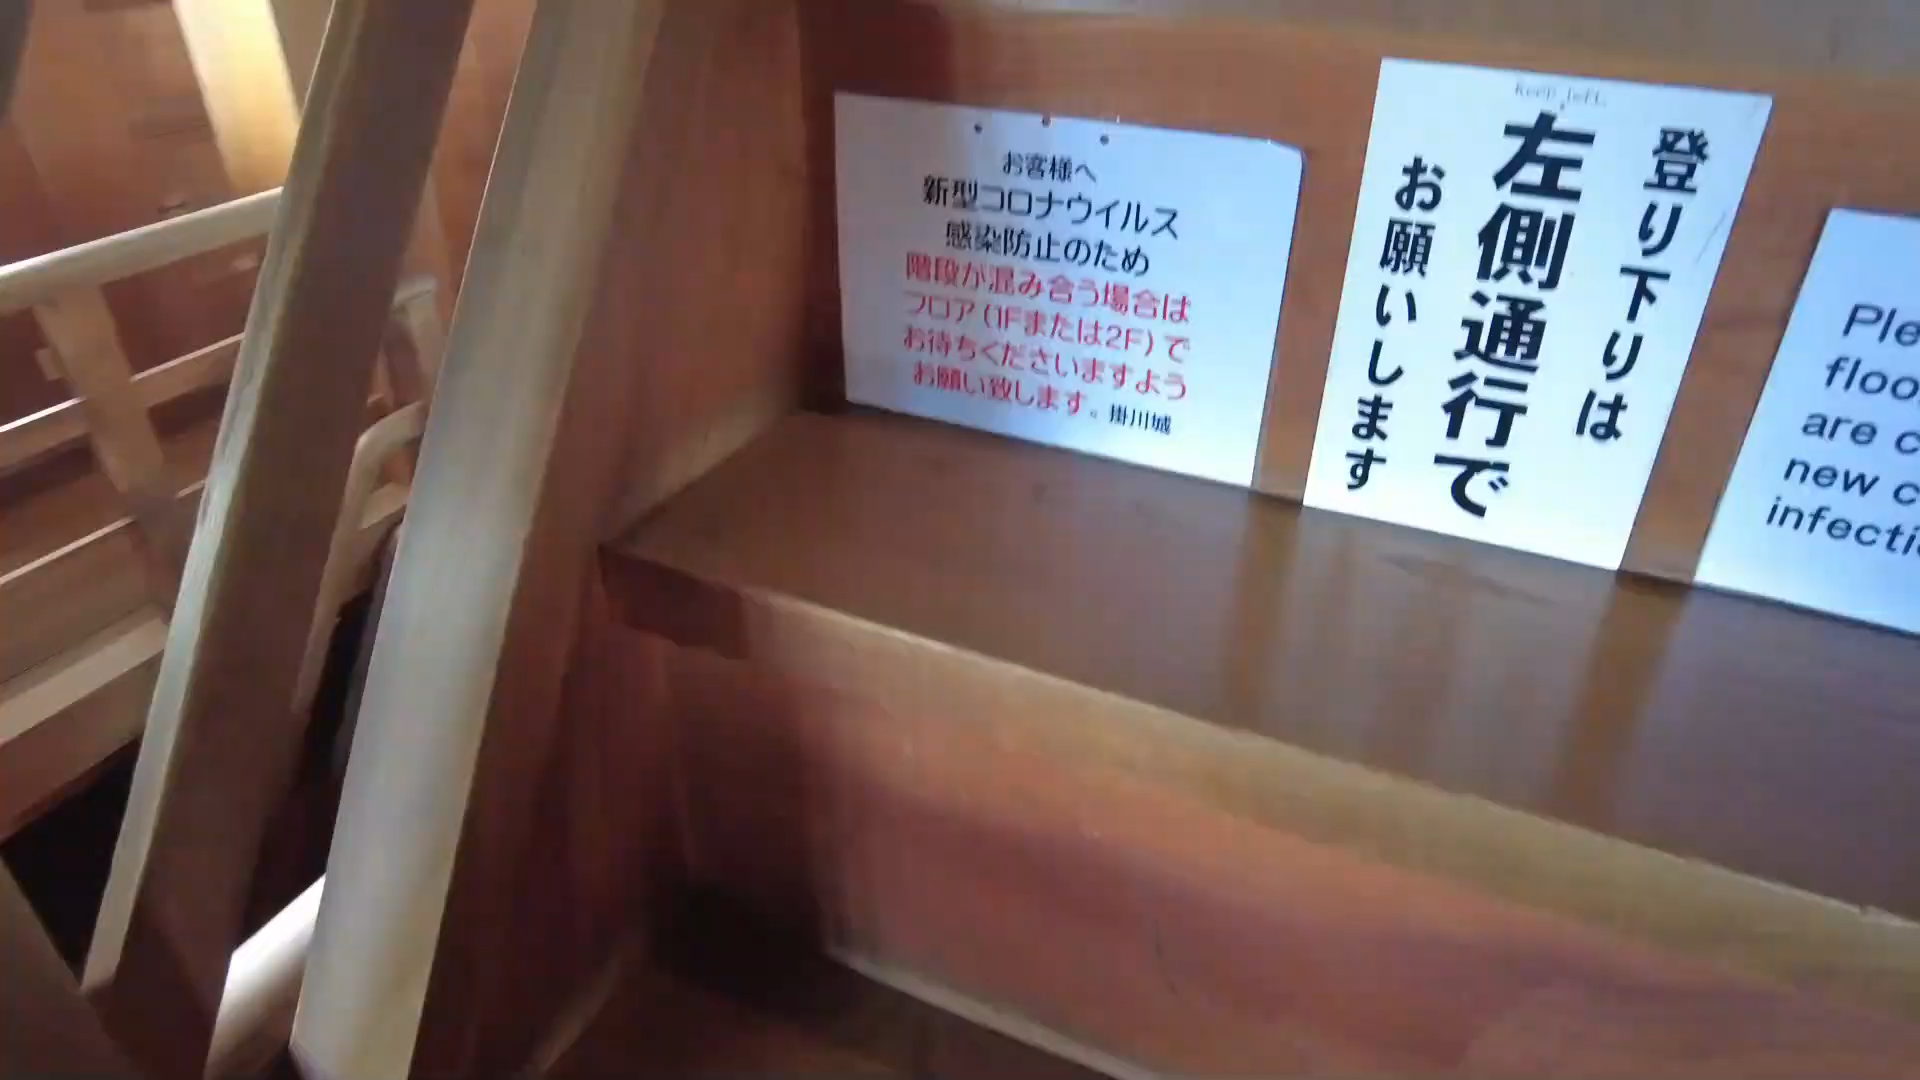 お客様へ
新型コロナウイルス
感染防止のため
階段が混み合う場合は
フロア(1Fまたは2F)で
お待ちくださいますよう
お願い致します。掛川城
keep left
登り下りは
左側通行で
お願いします
are
new